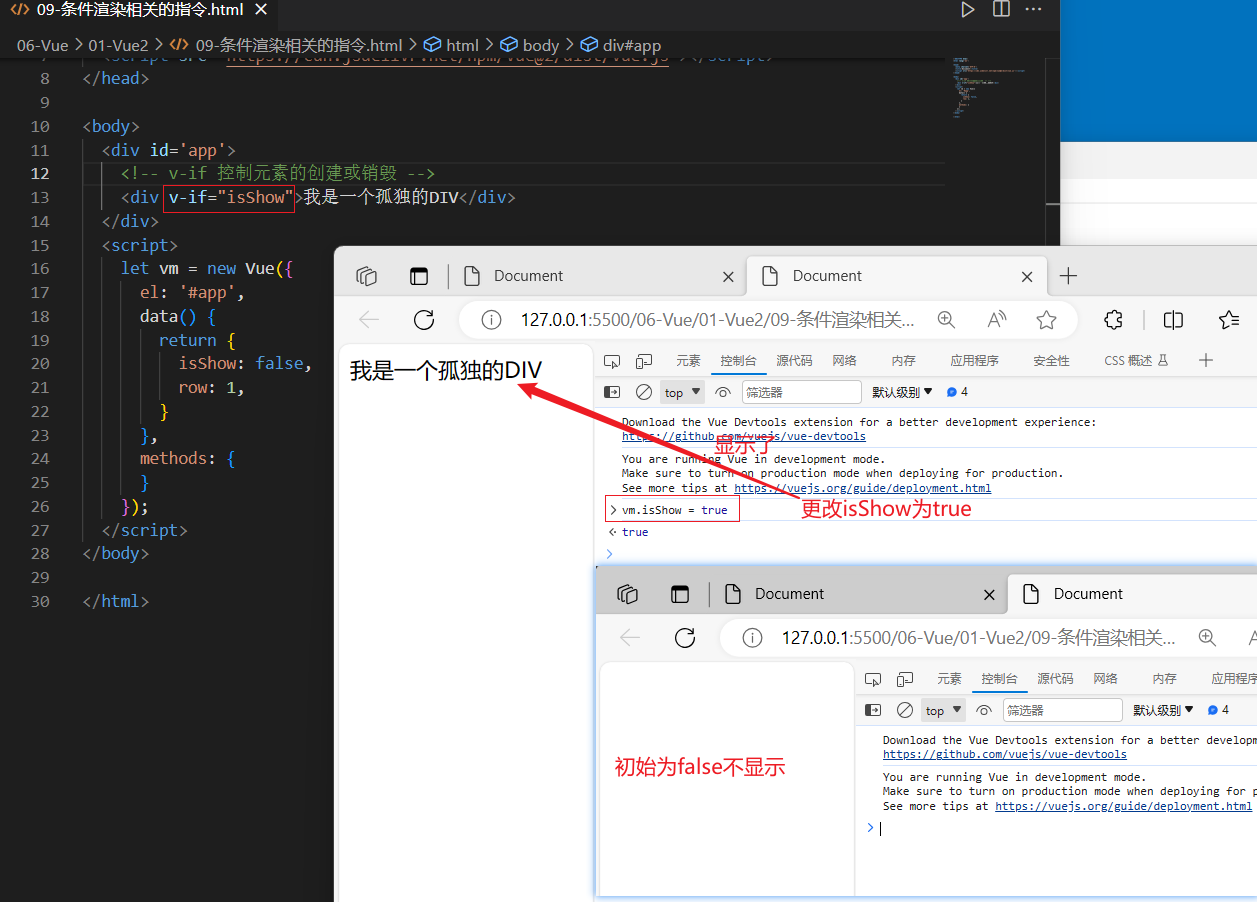 09-条件渲染相关的指令.html
06-Vue > 01-Vue2 > 09-条件渲染相关的指令.html > html > body > div#app
8 </head>
9
10 <body>
11 <div id='app'>
12 <!-- v-if 控制元素的创建或销毁 -->
13 <div v-if="isShow">我是一个孤独的DIV</div>
14 </div>
15 <script>
16 let vm = new Vue({
17 el: '#app',
18 data() {
19 return {
20 isShow: false,
21 row: 1,
22 }
23 },
24 methods: {
25 }
26 });
27 </script>
28 </body>
29
30 </html>
Document
Document
127.0.0.1:5500/06-Vue/01-Vue2/09-条件渲染相关...
我是一个孤独的DIV
元素 控制台 源代码 网络 内存 应用程序 安全性 CSS 概述
top 筛选器 默认级别 4
Download the Vue Devtools extension for a better development experience:
https://github.com/vuejs/vue-devtools
显示了
You are running Vue in development mode.
Make sure to turn on production mode when deploying for production.
See more tips at https://vuejs.org/guide/deployment.html
> vm.isShow = true
更改isShow为true
true
Document
Document
127.0.0.1:5500/06-Vue/01-Vue2/09-条件渲染相关...
元素 控制台 源代码 网络 内存 应用程序
top 筛选器 默认级别 4
初始为false不显示
Download the Vue Devtools extension for a better developm
https://github.com/vuejs/vue-devtools
You are running Vue in development mode.
Make sure to turn on production mode when deploying for p
See more tips at https://vuejs.org/guide/deployment.html